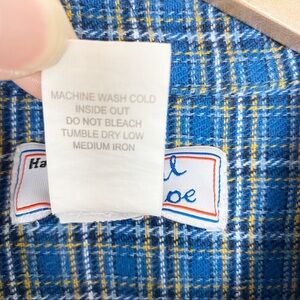 MACHINE WASH COLD
INSIDE OUT
DO NOT BLEACH
TUMBLE DRY LOW
MEDIUM IRON